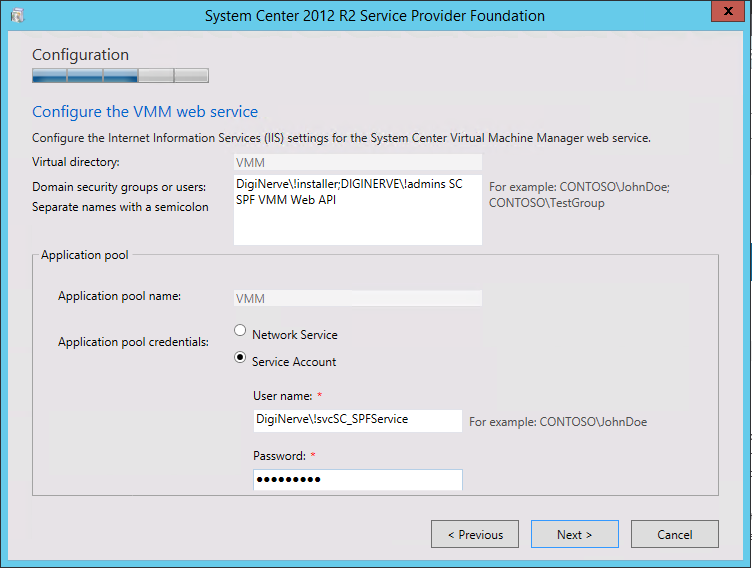 System Center 2012 R2 Service Provider Foundation
x
Configuration
Configure the VMM web service
Configure the Internet Information Services (IIS) settings for the System Center Virtual Machine Manager web service.
Virtual directory:
VMM
Domain security groups or users:
Separate names with a semicolon
DigiNerve\!installer;DIGINERVE\!admins SC
SPF VMM Web API
For example: CONTOSO\JohnDoe;
CONTOSO\TestGroup
Application pool
Application pool name:
VMM
Application pool credentials:
Network Service
Service Account
User name: *
DigiNerve\!svcSC_SPFService
For example: CONTOSO\JohnDoe
Password: *
●●●●●●●●●
< Previous
Next >
Cancel